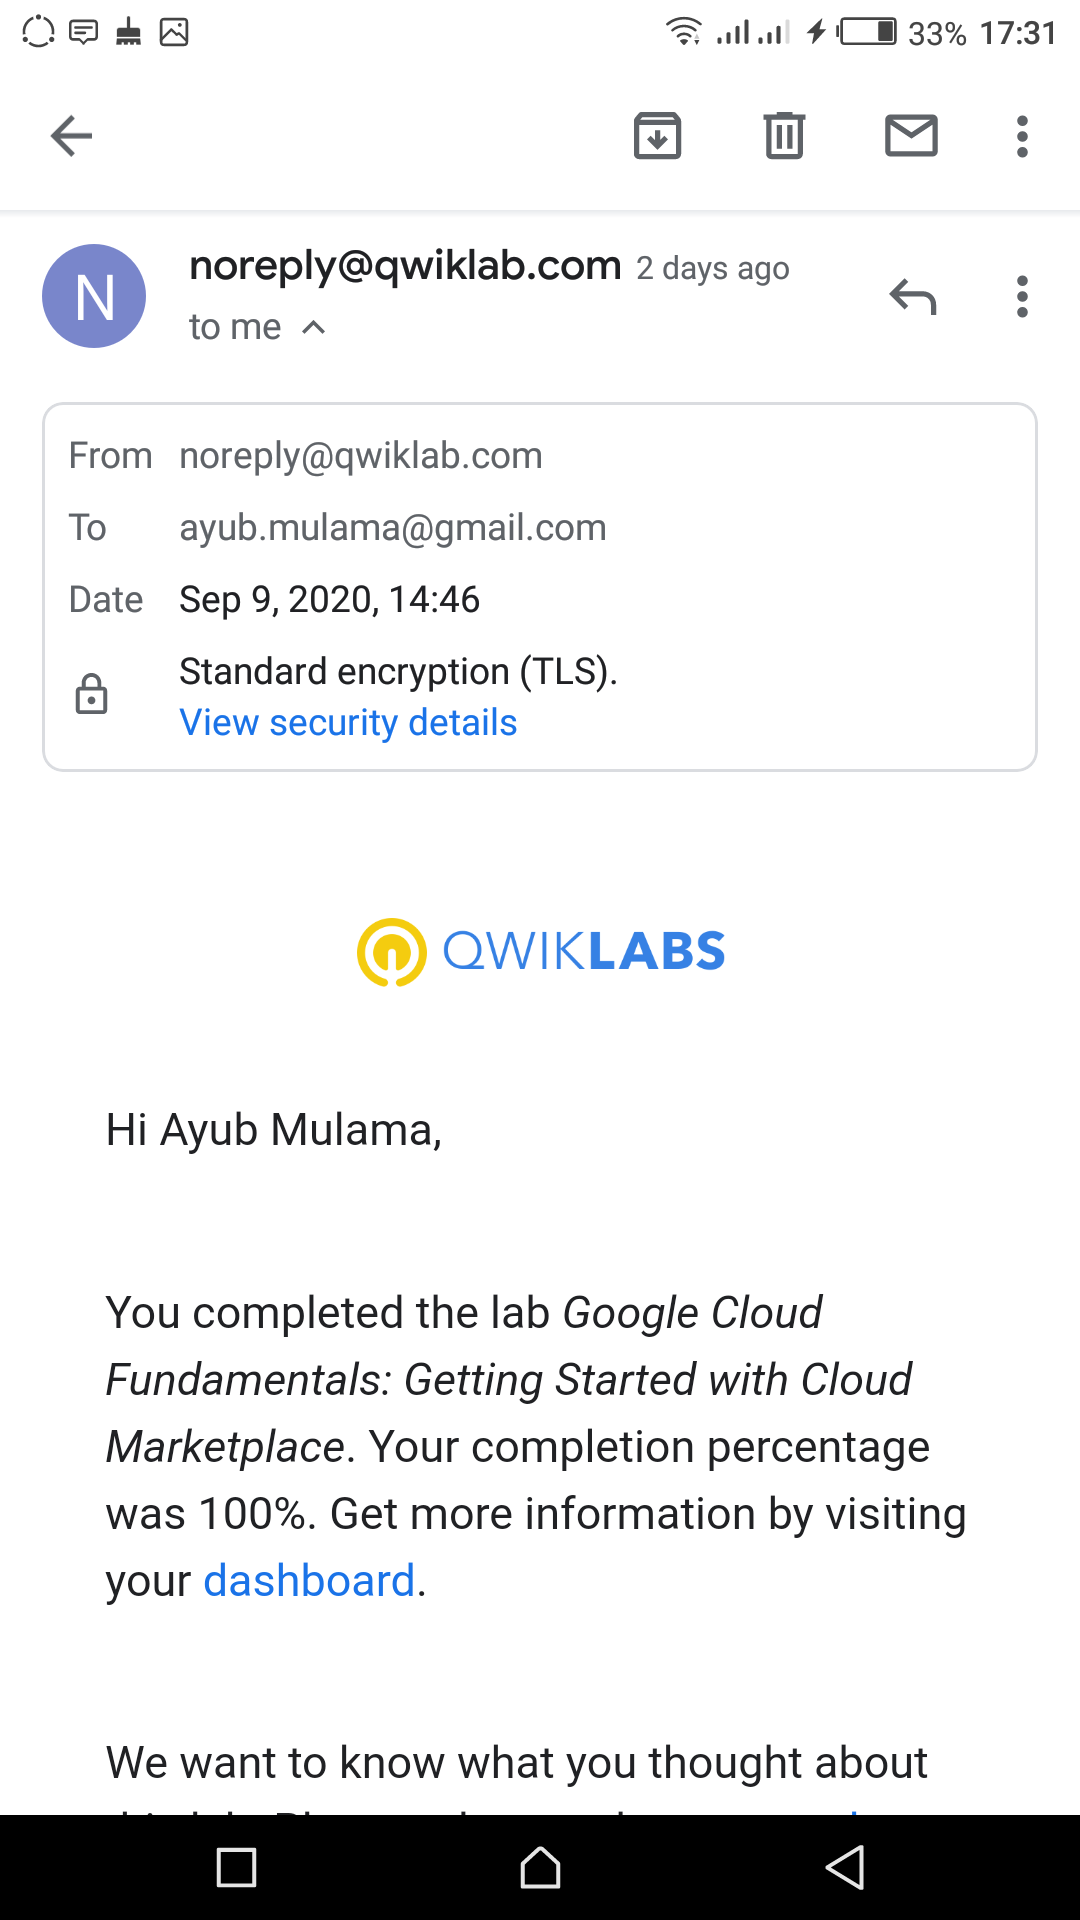 33% 17:31
N
noreply@qwiklab.com 2 days ago
to me
From noreply@qwiklab.com
To ayub.mulama@gmail.com
Date Sep 9, 2020, 14:46
Standard encryption (TLS).
View security details
QWIKLABS
Hi Ayub Mulama,
You completed the lab Google Cloud
Fundamentals: Getting Started with Cloud
Marketplace. Your completion percentage
was 100%. Get more information by visiting
your dashboard.
We want to know what you thought about